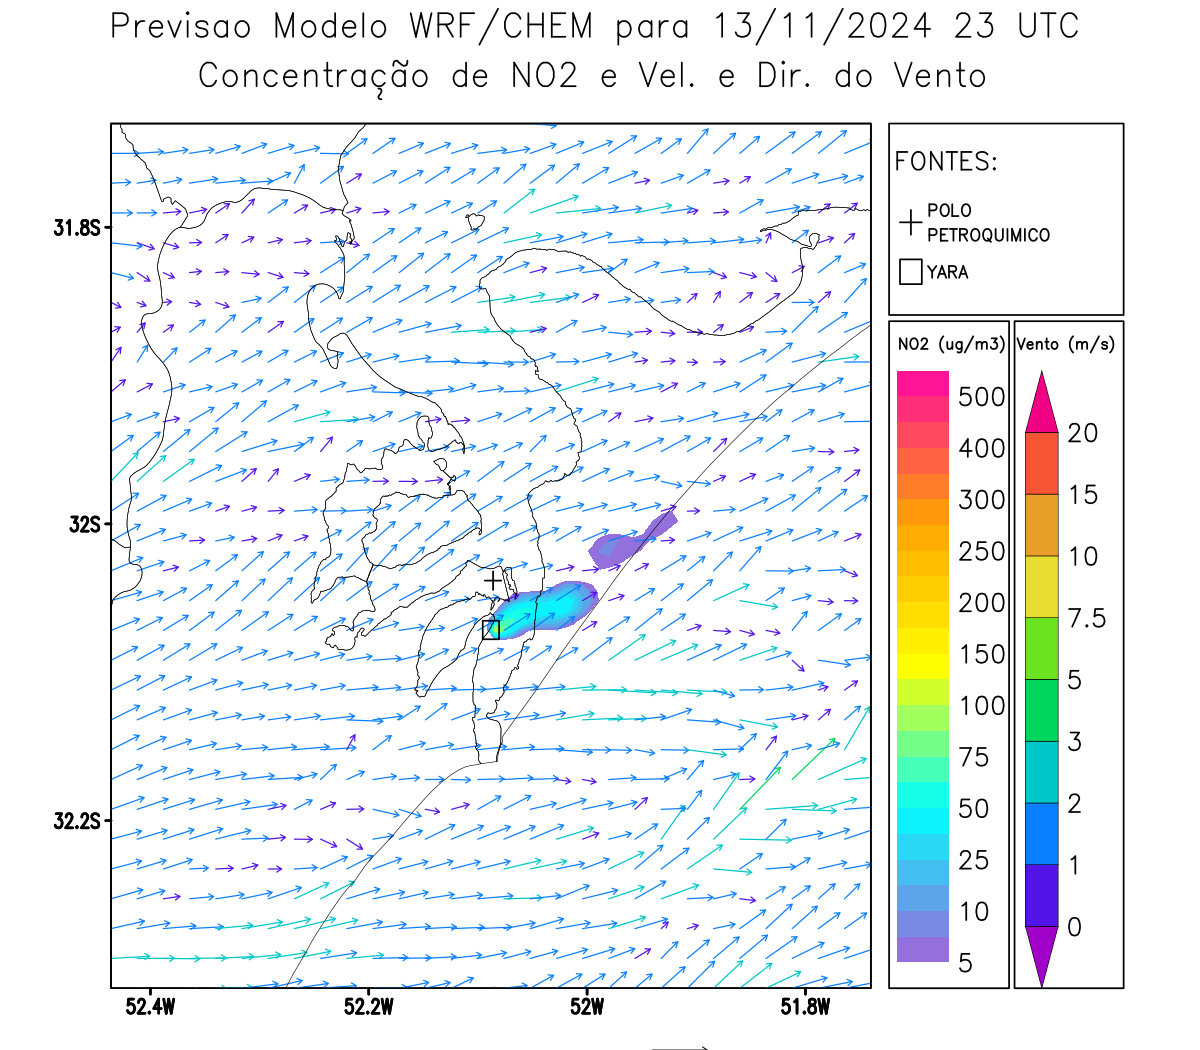 Previsao Modelo WRF/CHEM para 13/11/2024 23 UTC
Concentração de NO2 e Vel. e Dir. do Vento
FONTES:
POLO
PETROQUIMICO
YARA
NO2 (ug/m3)
500
400
300
250
200
150
100
75
50
25
10
5
Vento (m/s)
20
15
10
7.5
5
3
2
1
0
31.8S
32S
32.2S
52.4W 52.2W 52W 51.8W